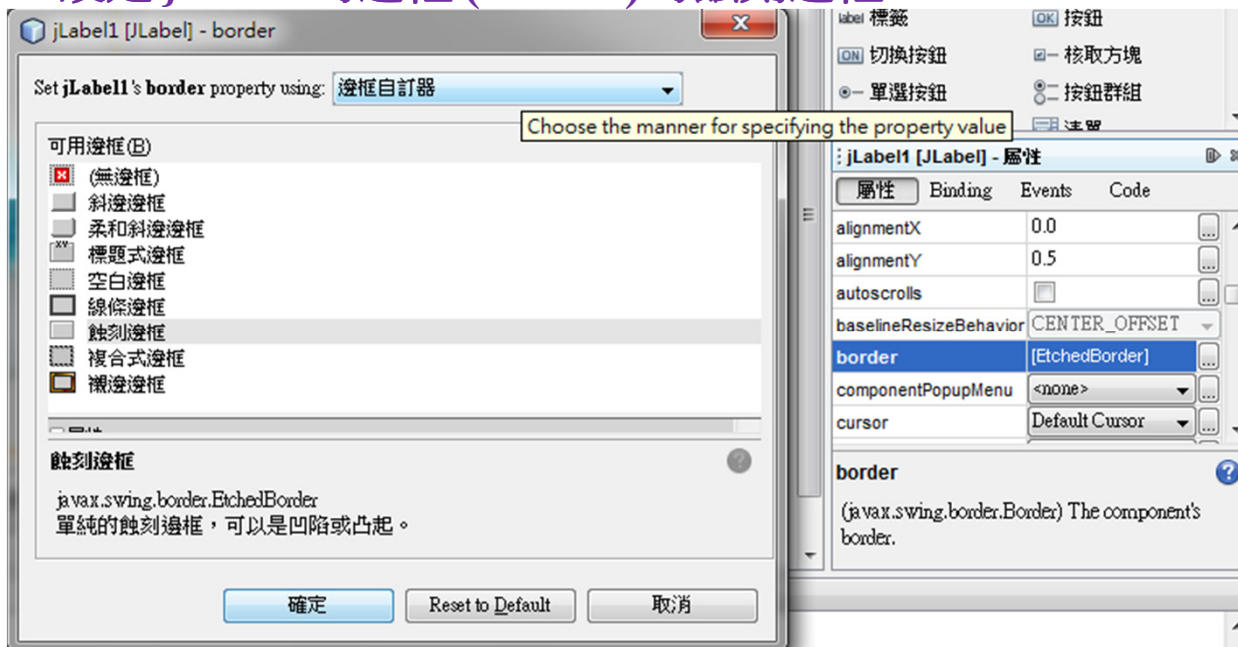 jLabel1 [JLabel] - border
Set jLabel1's border property using: 邊框自訂器
Choose the manner for specifying the property value
可用邊框(B)
(無邊框)
斜邊邊框
柔和斜邊邊框
標題式邊框
空白邊框
線條邊框
蝕刻邊框
複合式邊框
襯邊邊框
蝕刻邊框
javax.swing.border.EtchedBorder
單純的蝕刻邊框，可以是凹陷或凸起。
確定 Reset to Default 取消
label 標籤 OK 按鈕
ON 切換按鈕 核取方塊
單選按鈕 按鈕群組
清單
jLabel1 [JLabel] - 屬性
屬性 Binding Events Code
alignmentX 0.0 ...
alignmentY 0.5 ...
autoscrolls ...
baselineResizeBehavior CENTER_OFFSET
border [EtchedBorder] ...
componentPopupMenu <none> ...
cursor Default Cursor ...
border
(javax.swing.border.Border) The component's
border.